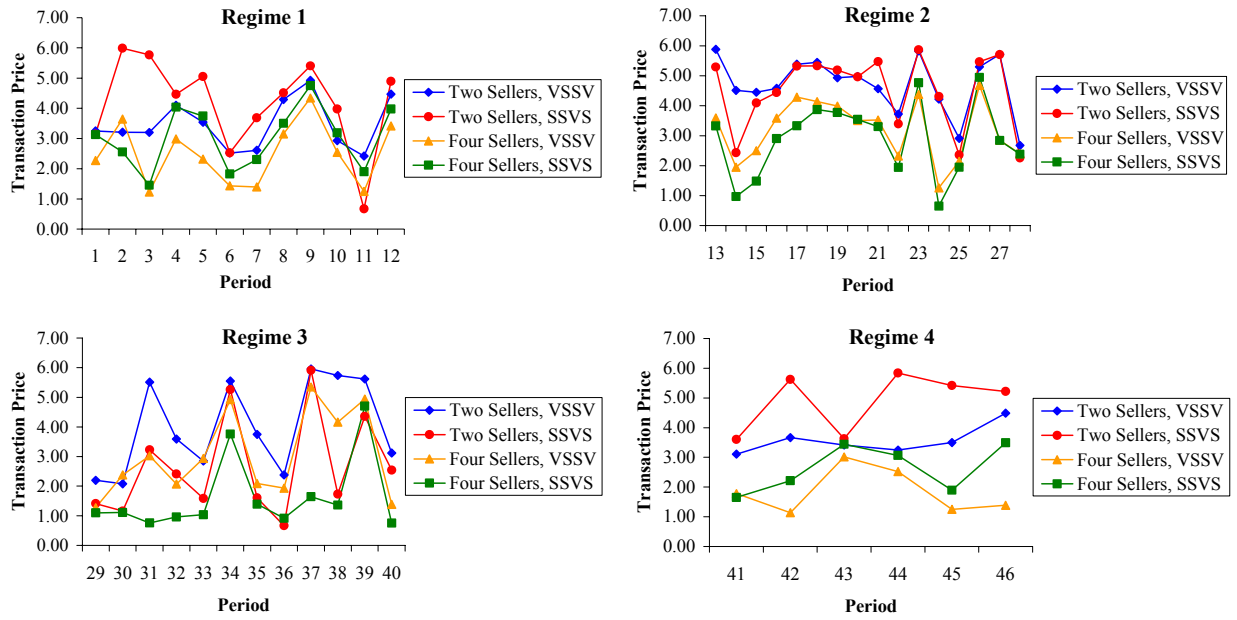 Regime 1
Transaction Price
7.00
6.00
5.00
4.00
3.00
2.00
1.00
0.00
1 2 3 4 5 6 7 8 9 10 11 12
Period
Two Sellers, VSSV
Two Sellers, SSVS
Four Sellers, VSSV
Four Sellers, SSVS
Regime 2
Transaction Price
7.00
6.00
5.00
4.00
3.00
2.00
1.00
0.00
13 15 17 19 21 23 25 27
Period
Two Sellers, VSSV
Two Sellers, SSVS
Four Sellers, VSSV
Four Sellers, SSVS
Regime 3
Transaction Price
7.00
6.00
5.00
4.00
3.00
2.00
1.00
0.00
29 30 31 32 33 34 35 36 37 38 39 40
Period
Two Sellers, VSSV
Two Sellers, SSVS
Four Sellers, VSSV
Four Sellers, SSVS
Regime 4
Transaction Price
7.00
6.00
5.00
4.00
3.00
2.00
1.00
0.00
41 42 43 44 45 46
Period
Two Sellers, VSSV
Two Sellers, SSVS
Four Sellers, VSSV
Four Sellers, SSVS